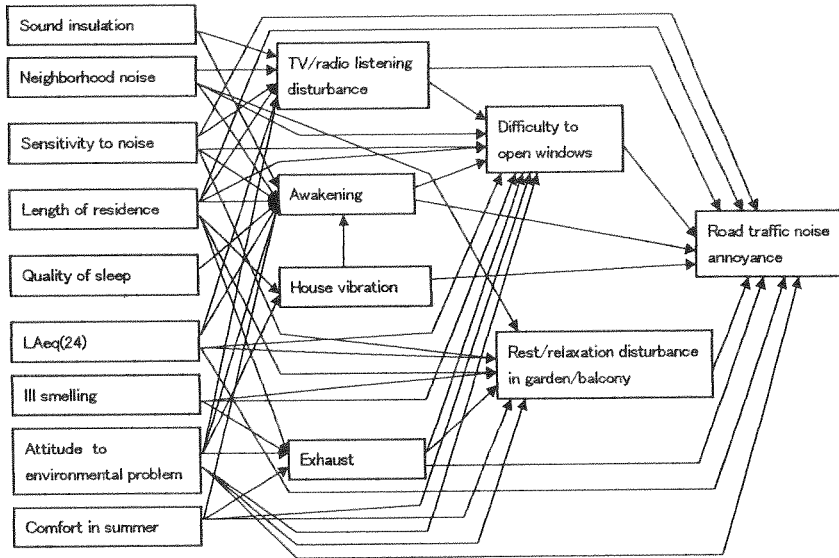 Sound insulation
Neighborhood noise
Sensitivity to noise
Length of residence
Quality of sleep
LAeq(24)
Ill smelling
Attitude to
environmental problem
Comfort in summer
TV/radio listening
disturbance
Awakening
House vibration
Exhaust
Difficulty to
open windows
Rest/relaxation disturbance
in garden/balcony
Road traffic noise
annoyance